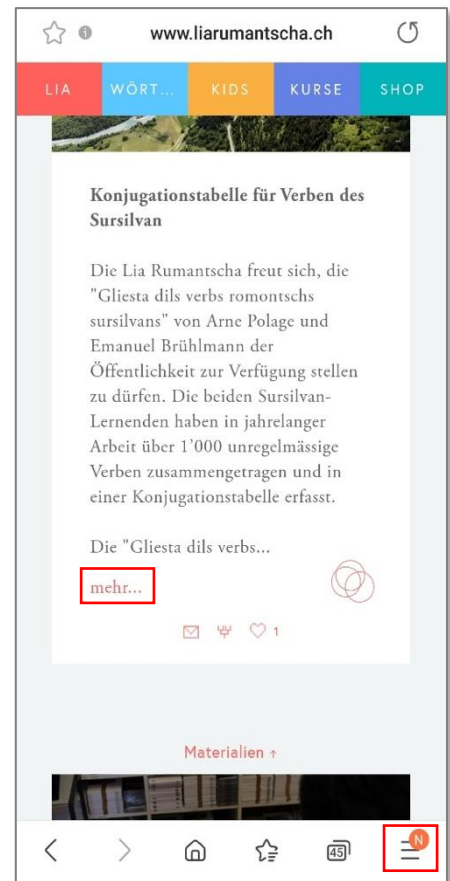 www.liarumantscha.ch
LIA WÖRT... KIDS KURSE SHOP
Konjugationstabelle für Verben des
Sursilvan
Die Lia Rumantscha freut sich, die
"Gliesta dils verbs romontschs
sursilvans" von Arne Polage und
Emanuel Brühlmann der
Öffentlichkeit zur Verfügung stellen
zu dürfen. Die beiden Sursilvan-
Lernenden haben in jahrelanger
Arbeit über 1’000 unregelmässige
Verben zusammengetragen und in
einer Konjugationstabelle erfasst.
Die "Gliesta dils verbs...
mehr...
1
Materialien ↑
45 N